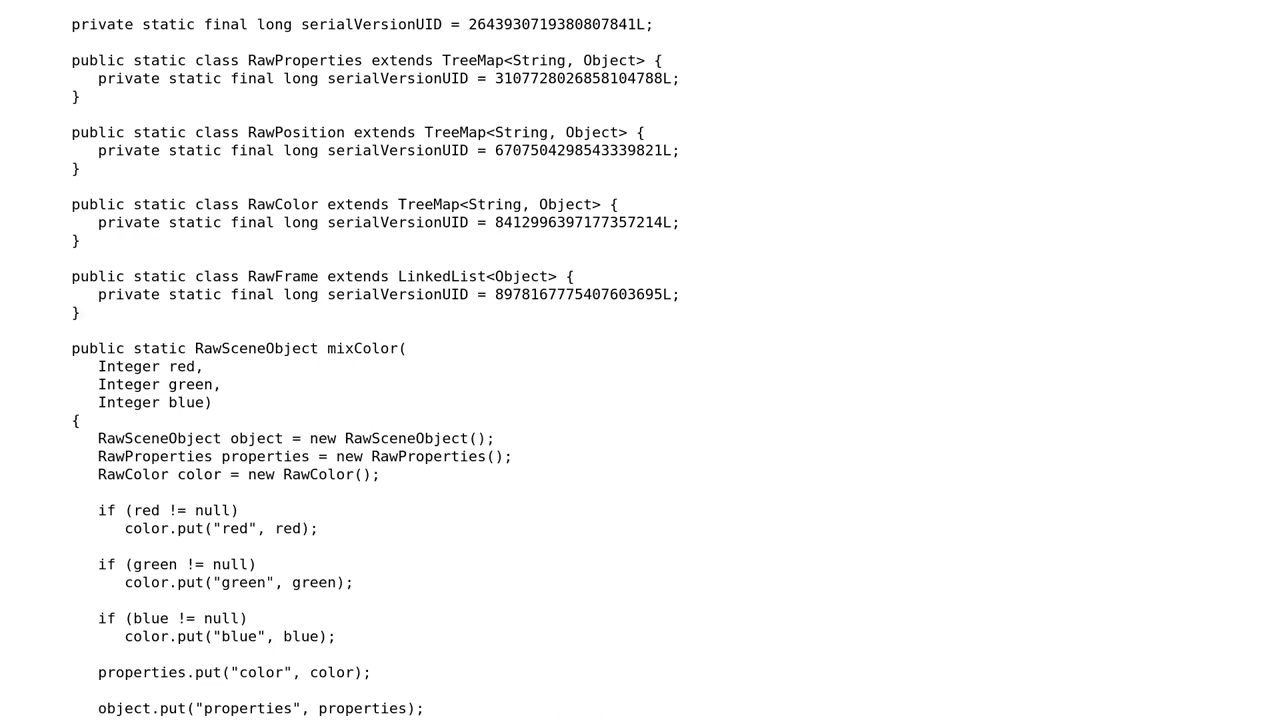 private static final long serialVersionUID = 2643930719380807841L;
public static class RawProperties extends TreeMap<String, Object> {
private static final long serialVersionUID = 3107728026858104788L;
}
public static class RawPosition extends TreeMap<String, Object> {
private static final long serialVersionUID = 6707504298543339821L;
}
public static class RawColor extends TreeMap<String, Object> {
private static final long serialVersionUID = 8412996397177357214L;
}
public static class RawFrame extends LinkedList<Object> {
private static final long serialVersionUID = 8978167775407603695L;
}
public static RawSceneObject mixColor(
Integer red,
Integer green,
Integer blue)
{
RawSceneObject object = new RawSceneObject();
RawProperties properties = new RawProperties();
RawColor color = new RawColor();
if (red != null)
color.put("red", red);
if (green != null)
color.put("green", green);
if (blue != null)
color.put("blue", blue);
properties.put("color", color);
object.put("properties", properties);